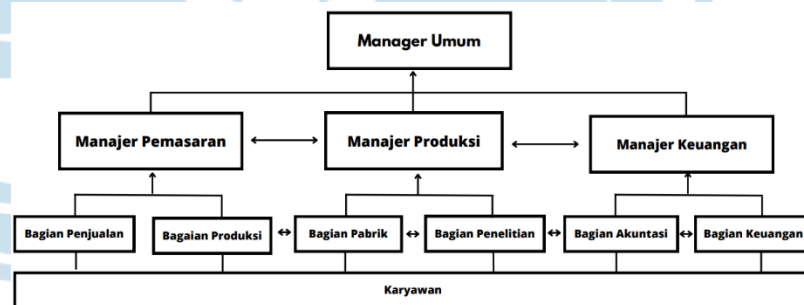 Manager Umum
Manajer Pemasaran
Manajer Produksi
Manajer Keuangan
Bagian Penjualan
Bagaian Produksi
Bagian Pabrik
Bagian Penelitian
Bagian Akuntasi
Bagian Keuangan
Karyawan